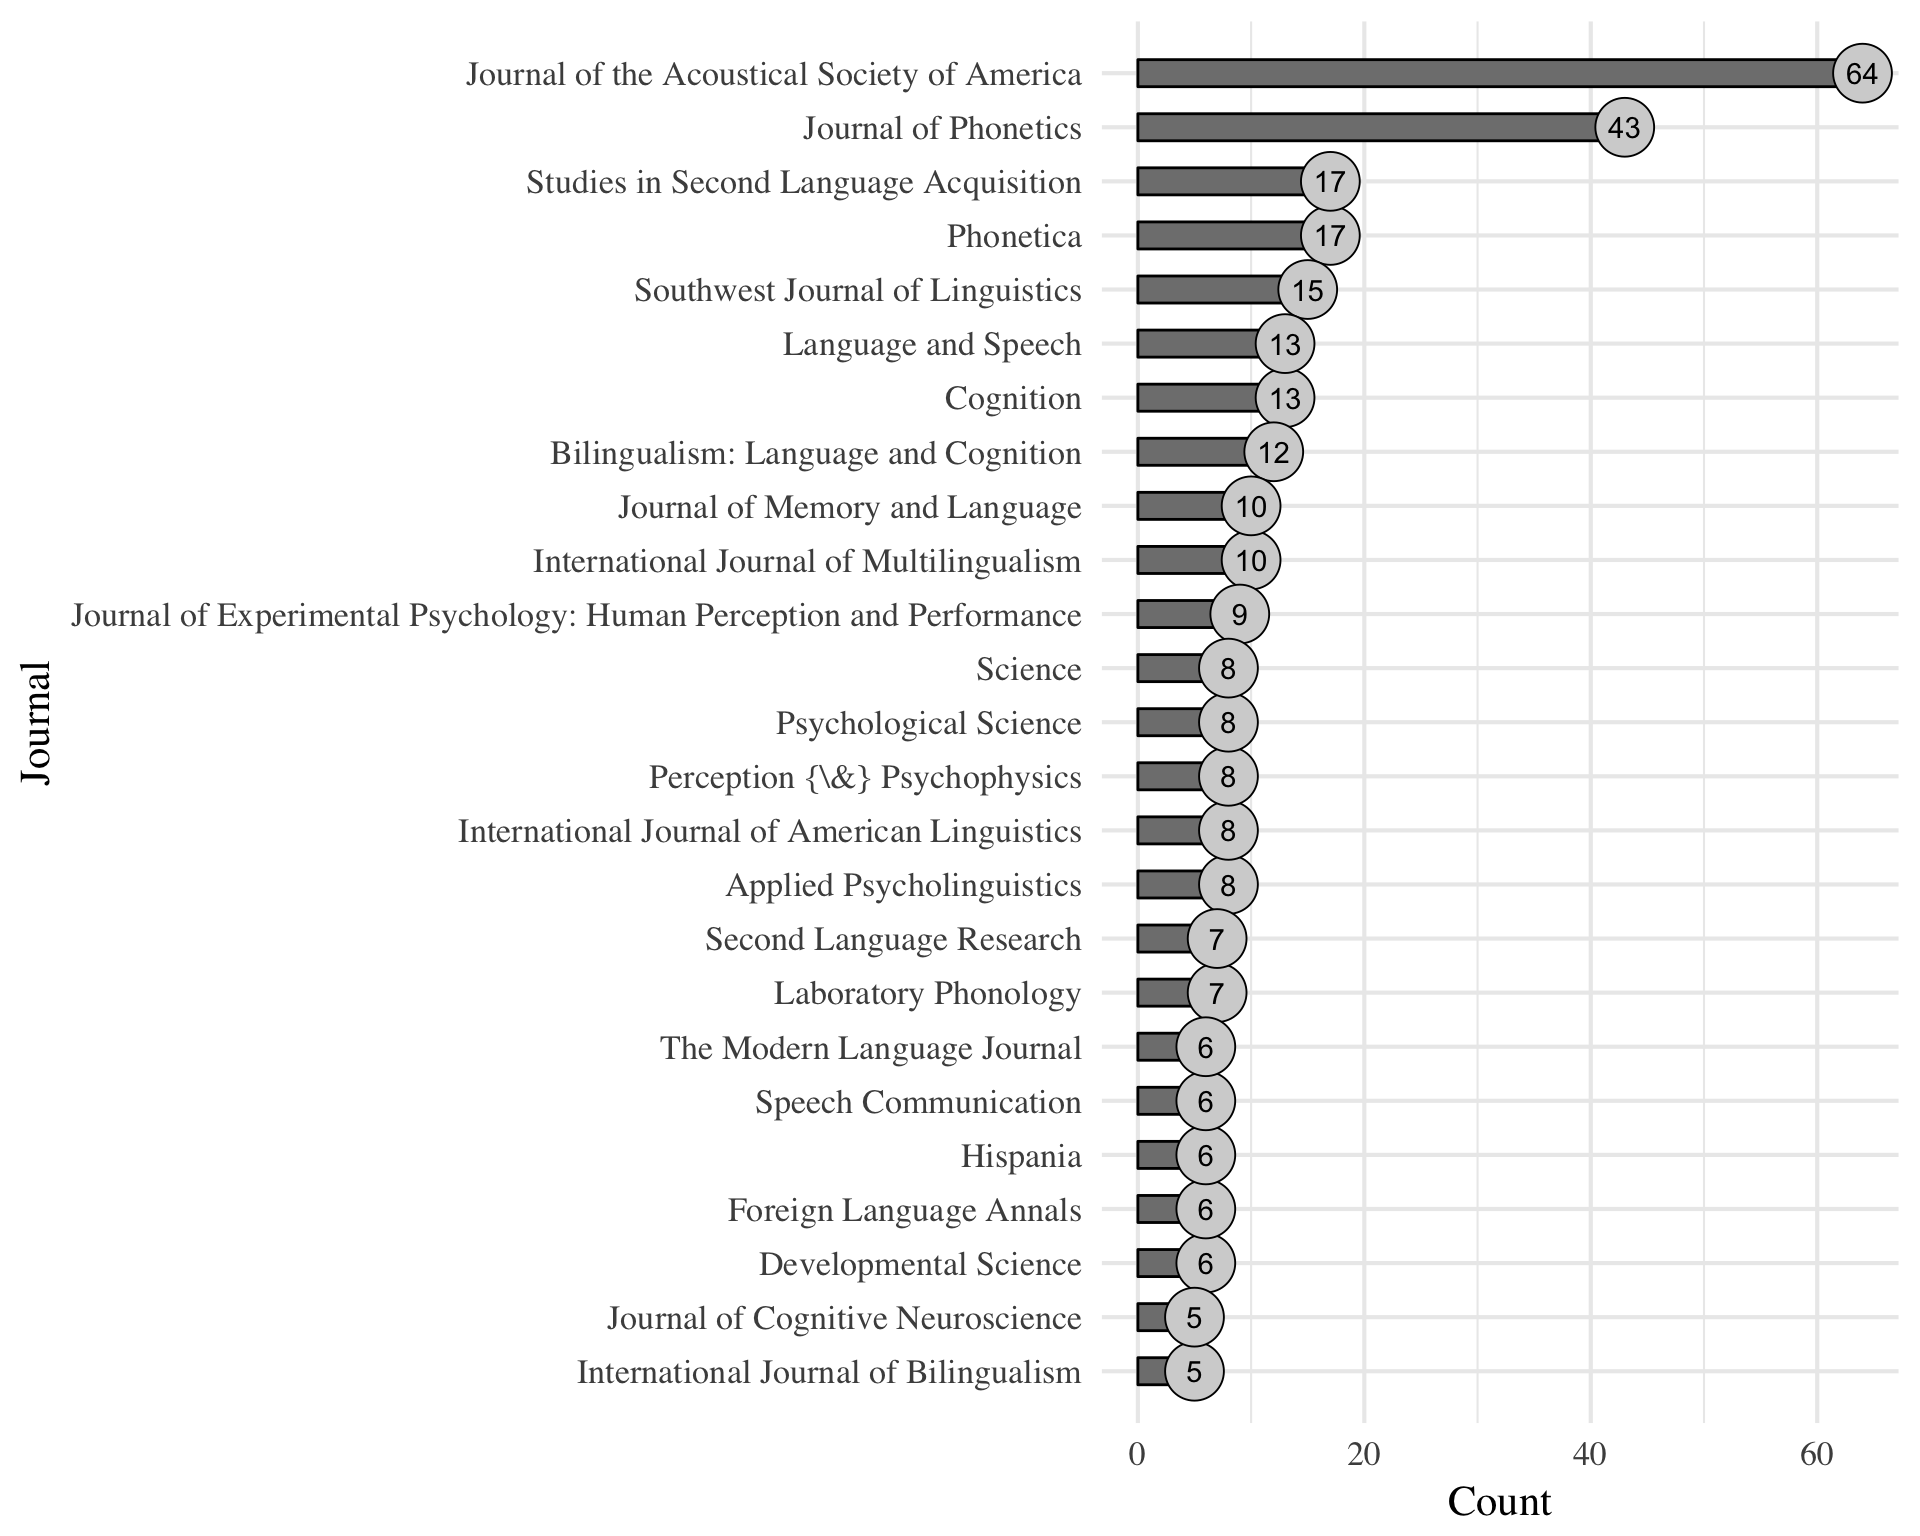 Journal of the Acoustical Society of America 64
Journal of Phonetics 43
Studies in Second Language Acquisition 17
Phonetica 17
Southwest Journal of Linguistics 15
Language and Speech 13
Cognition 13
Bilingualism: Language and Cognition 12
Journal of Memory and Language 10
International Journal of Multilingualism 10
Journal of Experimental Psychology: Human Perception and Performance 9
Science 8
Psychological Science 8
Perception {\&} Psychophysics 8
International Journal of American Linguistics 8
Applied Psycholinguistics 8
Second Language Research 7
Laboratory Phonology 7
The Modern Language Journal 6
Speech Communication 6
Hispania 6
Foreign Language Annals 6
Developmental Science 6
Journal of Cognitive Neuroscience 5
International Journal of Bilingualism 5
Journal
0 20 40 60
Count